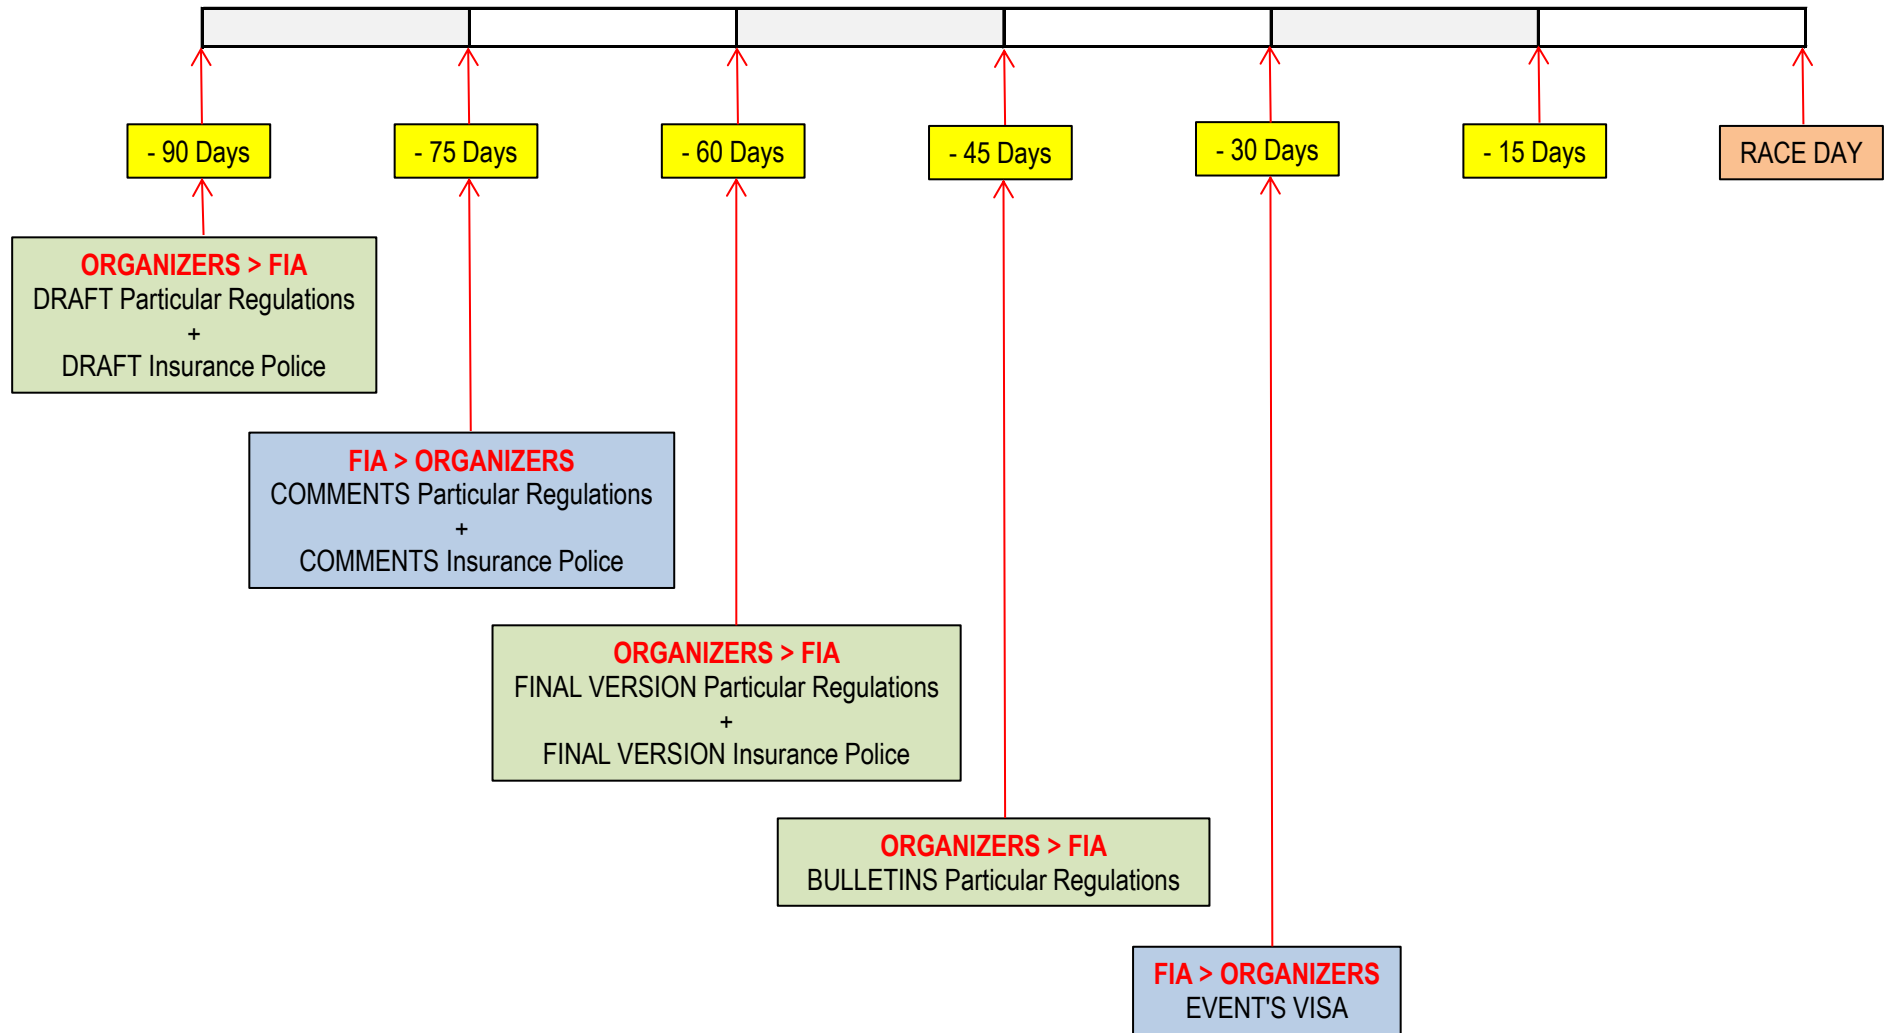 - 90 Days
- 75 Days
- 60 Days
- 45 Days
- 30 Days
- 15 Days
RACE DAY
ORGANIZERS > FIA
DRAFT Particular Regulations
+
DRAFT Insurance Police
FIA > ORGANIZERS
COMMENTS Particular Regulations
+
COMMENTS Insurance Police
ORGANIZERS > FIA
FINAL VERSION Particular Regulations
+
FINAL VERSION Insurance Police
ORGANIZERS > FIA
BULLETINS Particular Regulations
FIA > ORGANIZERS
EVENT'S VISA